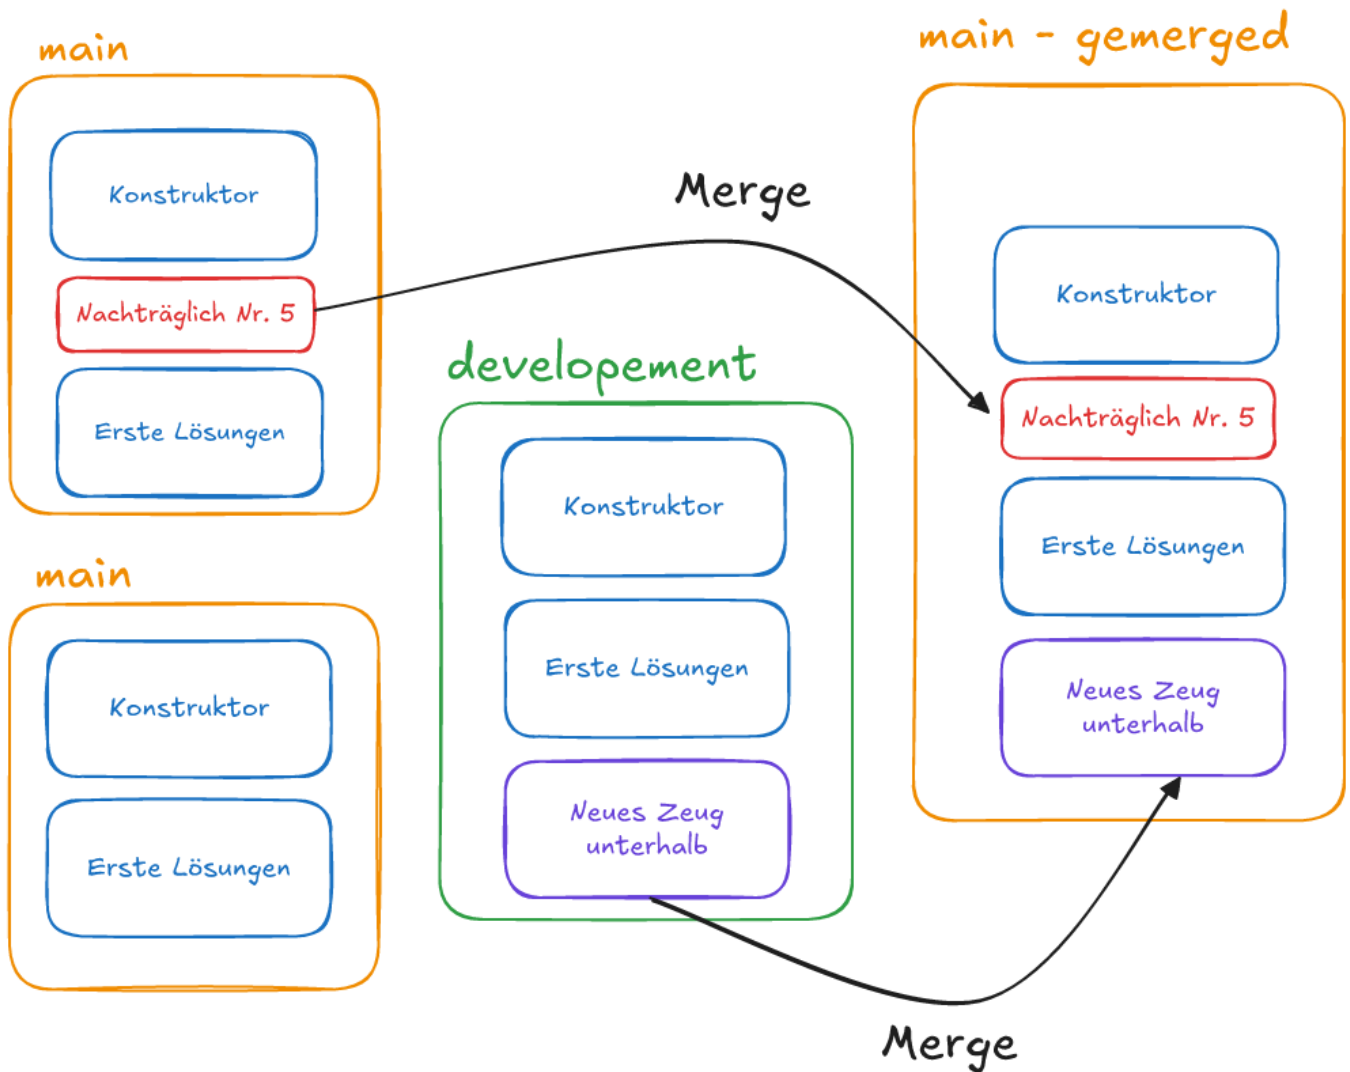 main
Konstruktor
Nachträglich Nr. 5
Erste Lösungen
main
Konstruktor
Erste Lösungen
developement
Konstruktor
Erste Lösungen
Neues Zeug
unterhalb
Merge
Merge
main - gemerged
Konstruktor
Nachträglich Nr. 5
Erste Lösungen
Neues Zeug
unterhalb